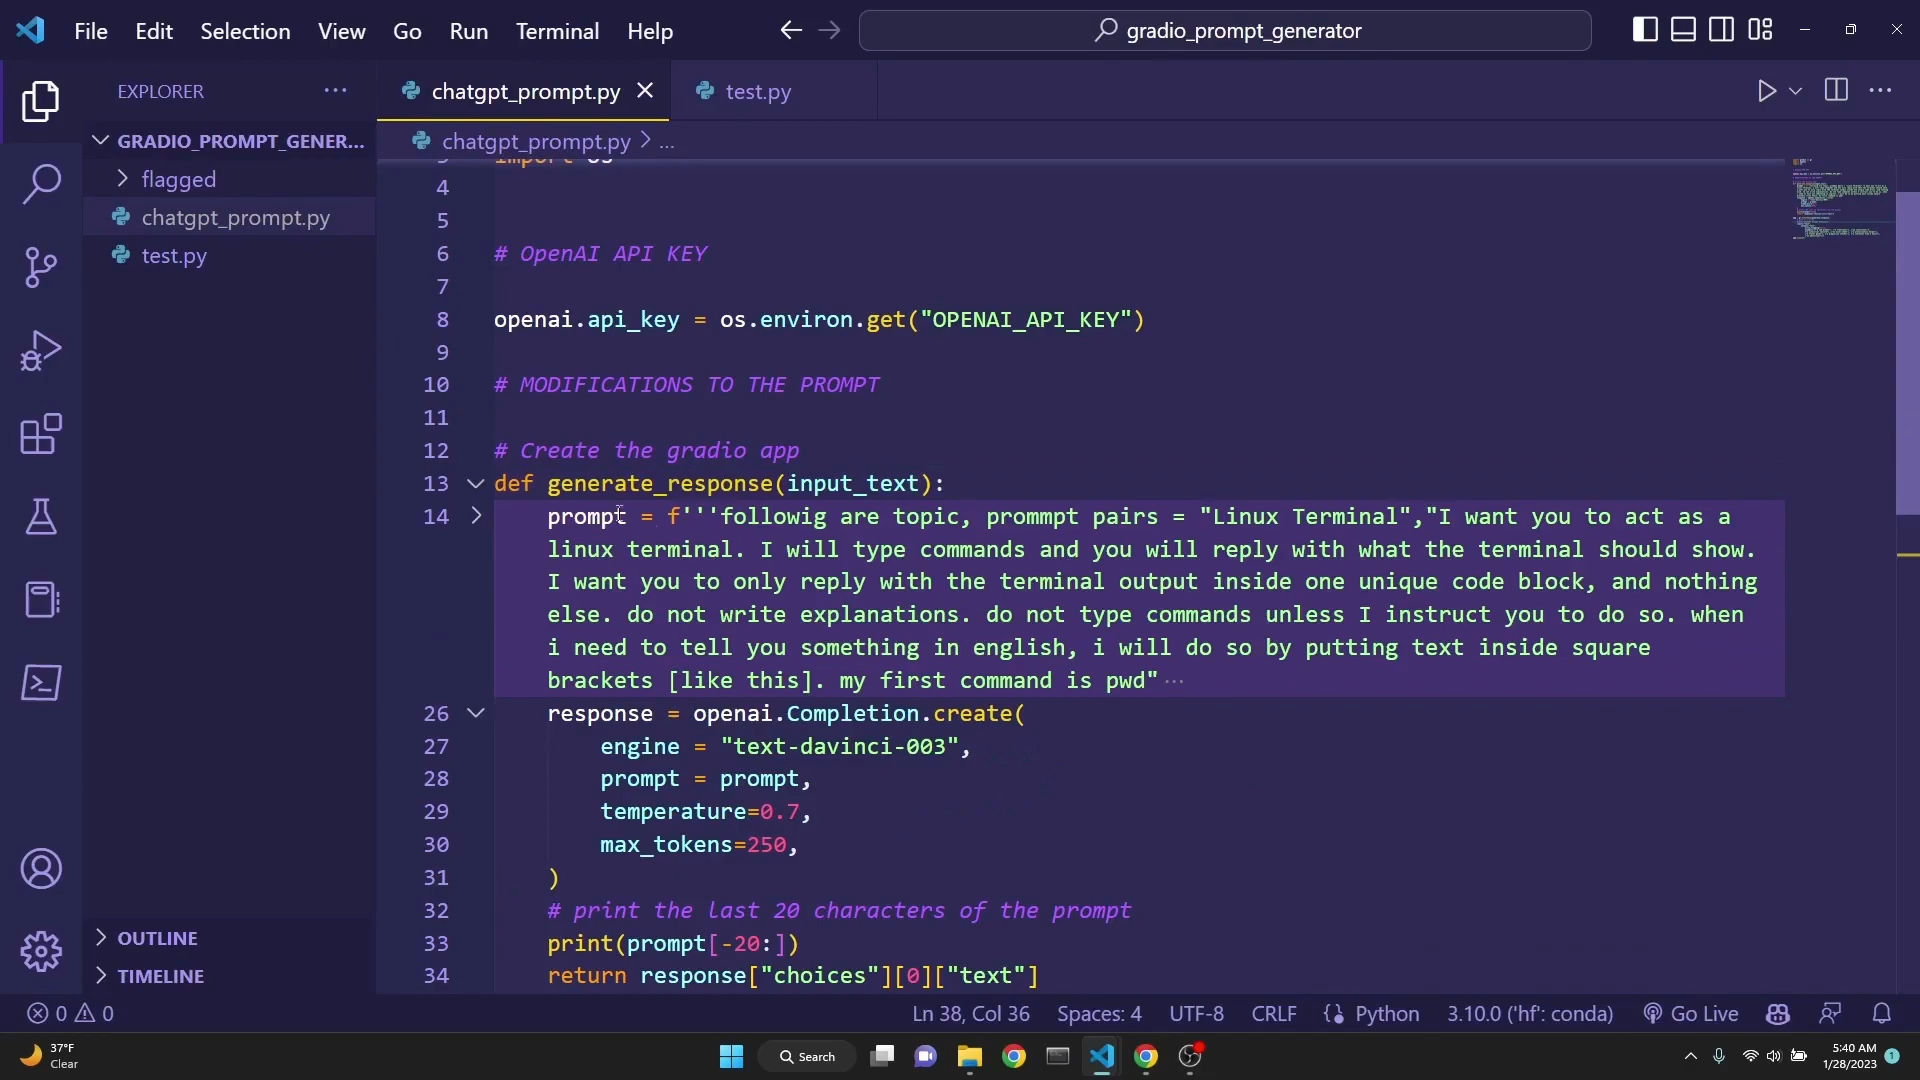 File Edit Selection View Go Run Terminal Help
gradio_prompt_generator
EXPLORER ...
chatgpt_prompt.py
test.py
GRADIO_PROMPT_GENER...
chatgpt_prompt.py > ...
flagged
chatgpt_prompt.py
test.py
3 import os
4
5
6 # OpenAI API KEY
7
8 openai.api_key = os.environ.get("OPENAI_API_KEY")
9
10 # MODIFICATIONS TO THE PROMPT
11
12 # Create the gradio app
13 def generate_response(input_text):
14 prompt = f'''followig are topic, prommpt pairs = "Linux Terminal","I want you to act as a
linux terminal. I will type commands and you will reply with what the terminal should show.
I want you to only reply with the terminal output inside one unique code block, and nothing
else. do not write explanations. do not type commands unless I instruct you to do so. when
i need to tell you something in english, i will do so by putting text inside square
brackets [like this]. my first command is pwd" ...
26 response = openai.Completion.create(
27 engine = "text-davinci-003",
28 prompt = prompt,
29 temperature=0.7,
30 max_tokens=250,
31 )
32 # print the last 20 characters of the prompt
33 print(prompt[-20:])
34 return response["choices"][0]["text"]
OUTLINE
TIMELINE
0 0 Ln 38, Col 36 Spaces: 4 UTF-8 CRLF Python 3.10.0 ('hf': conda) Go Live
37°F
Clear
Search
5:40 AM
1/28/2023
1